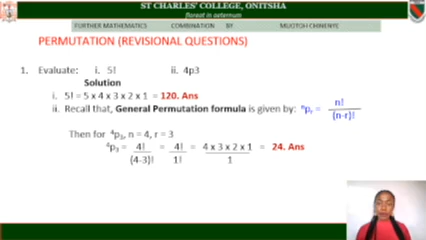 ST CHARLES' COLLEGE, ONITSHA
floreat in aeternum
FURTHER MATHEMATICS COMBINATION BY MUOTOH CHINENYE
PERMUTATION (REVISIONAL QUESTIONS)
1. Evaluate: i. 5! ii. 4p3
Solution
i. 5! = 5 x 4 x 3 x 2 x 1 = 120. Ans
ii. Recall that, General Permutation formula is given by: ⁿpᵣ = n!
(n-r)!
Then for ⁴p₃, n = 4, r = 3
⁴p₃ = 4! = 4! = 4 x 3 x 2 x 1 = 24. Ans
(4-3)! 1! 1